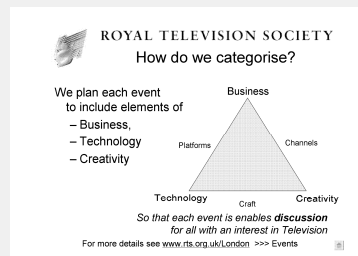 ROYAL TELEVISION SOCIETY
How do we categorise?
We plan each event
to include elements of
– Business,
– Technology
– Creativity
Business
Platforms
Channels
Technology
Craft
Creativity
So that each event is enables discussion
for all with an interest in Television
For more details see www.rts.org.uk/London >>> Events